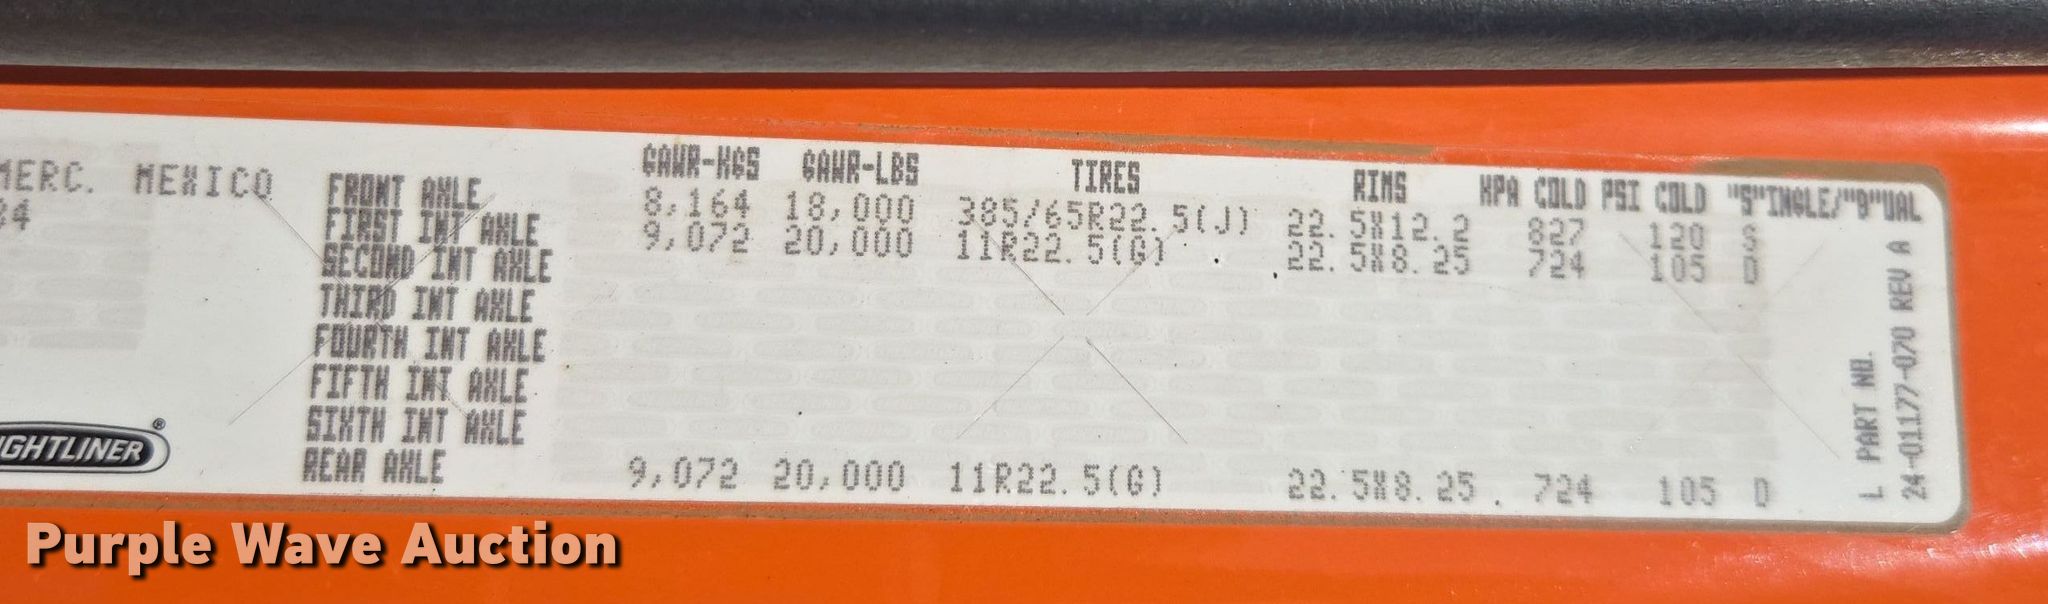 MERC. MEXICO
34
GAWR-KGS GAWR-LBS TIRES RIMS KPA COLD PSI COLD "S"INGLE/"D"UAL
FRONT AXLE 8,164 18,000 385/65R22.5(J) 22.5X12.2 827 120 S
FIRST INT AXLE 9,072 20,000 11R22.5(G) 22.5X8.25 724 105 D
SECOND INT AXLE
THIRD INT AXLE
FOURTH INT AXLE
FIFTH INT AXLE
SIXTH INT AXLE
REAR AXLE 9,072 20,000 11R22.5(G) 22.5X8.25 724 105 D
L PART NO.
24-01177-070 REV A
IGHTLINER®
Purple Wave Auction